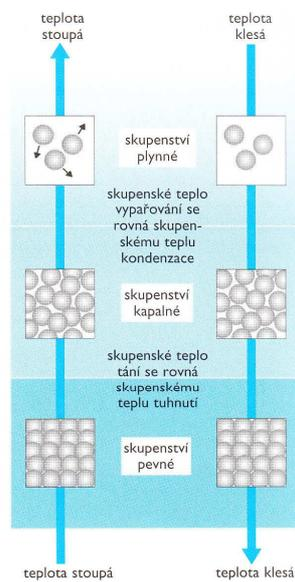 teplota
stoupá
teplota
klesá
skupenství
plynné
skupenské teplo
vypařování se
rovná skupen-
skému teplu
kondenzace
skupenství
kapalné
skupenské teplo
tání se rovná
skupenskému
teplu tuhnutí
skupenství
pevné
teplota stoupá
teplota klesá